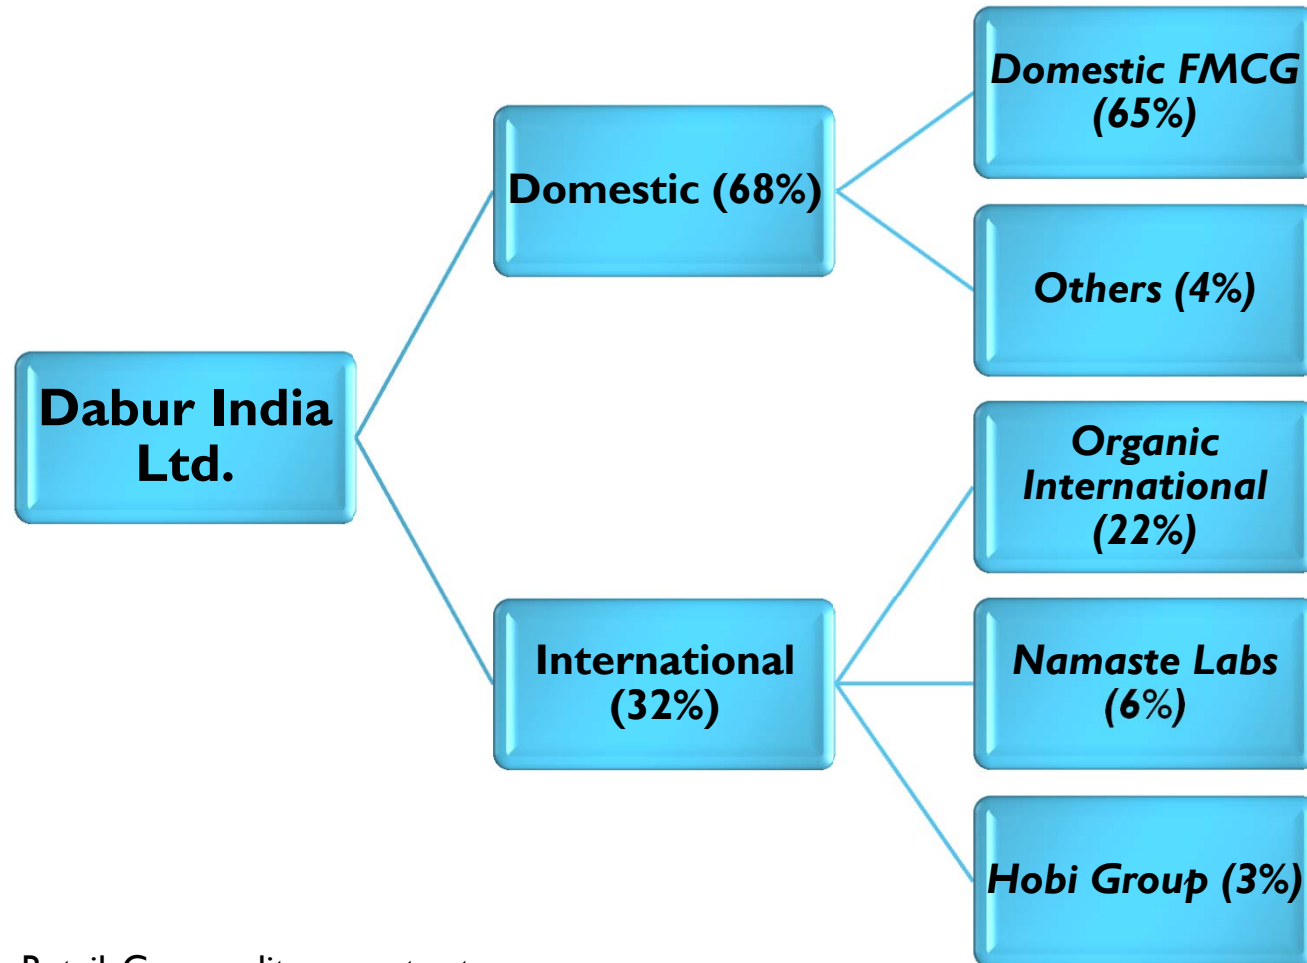 Dabur India
Ltd.
Domestic (68%)
International
(32%)
Domestic FMCG
(65%)
Others (4%)
Organic
International
(22%)
Namaste Labs
(6%)
Hobi Group (3%)